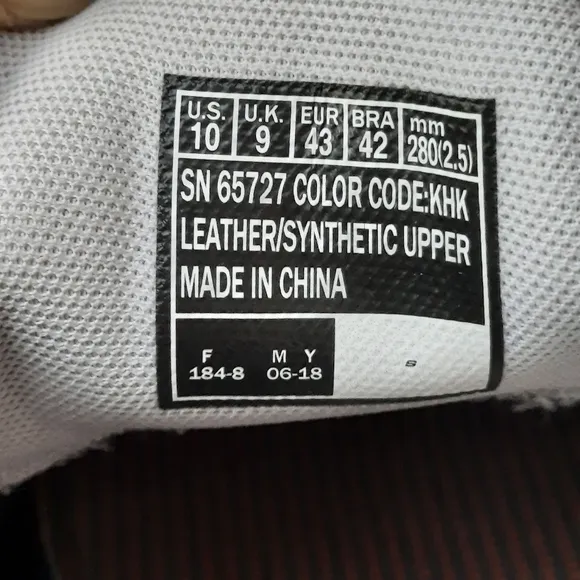 U.S. U.K. EUR BRA mm
10 9 43 42 280(2.5)
SN 65727 COLOR CODE:KHK
LEATHER/SYNTHETIC UPPER
MADE IN CHINA
F M Y
184-8 06-18
S